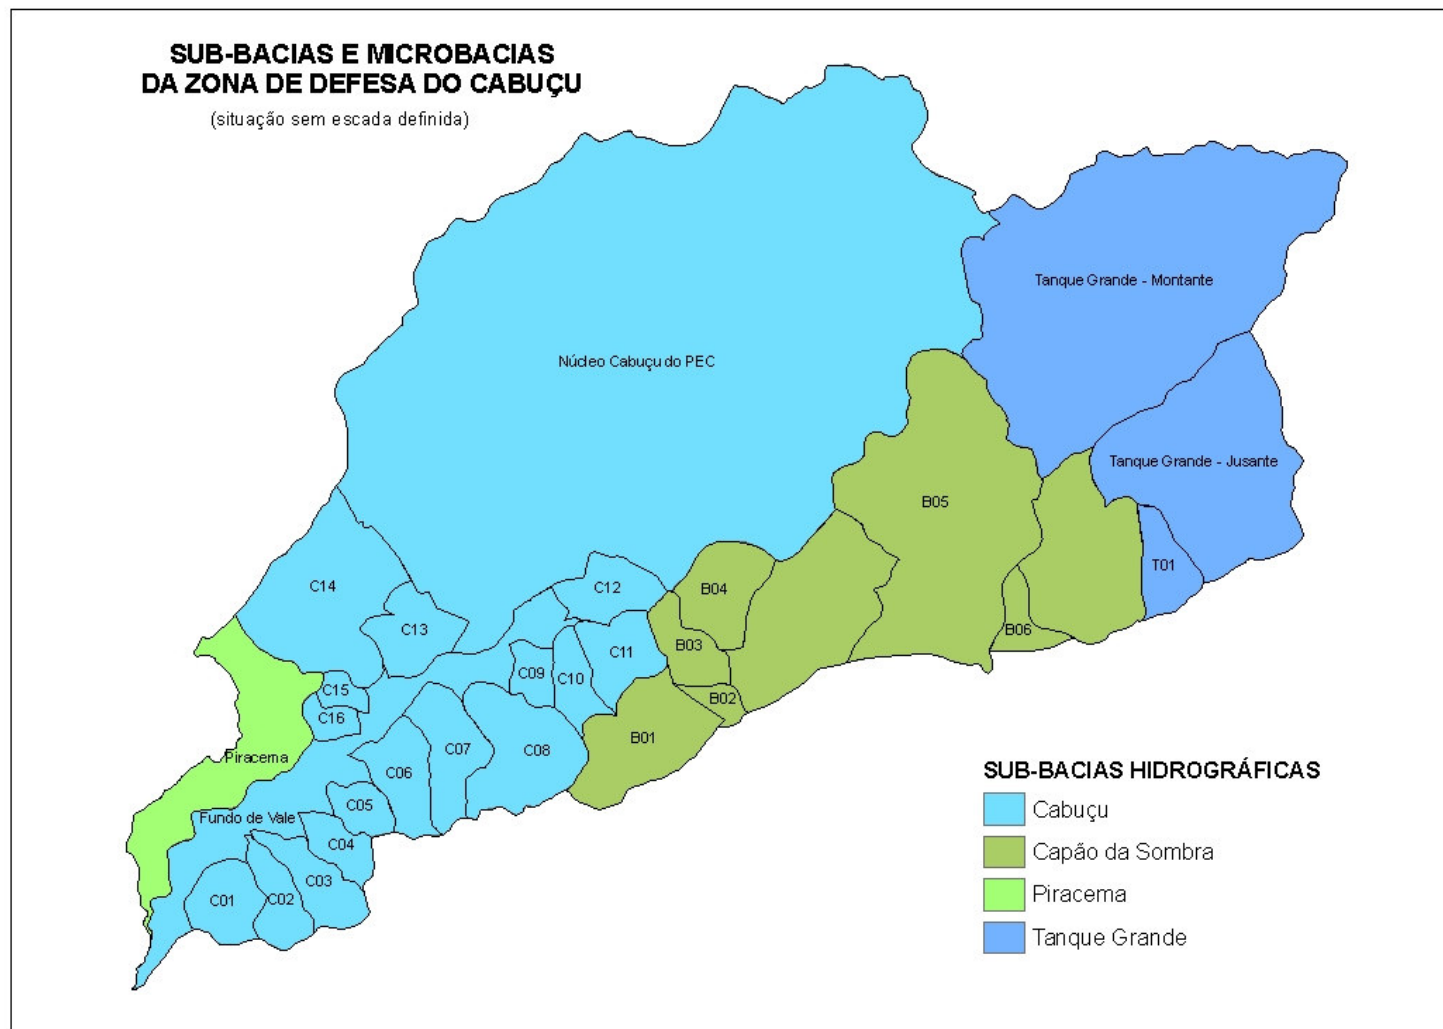 SUB-BACIAS E MICROBACIAS
DA ZONA DE DEFESA DO CABUÇU
(situação sem escada definida)
Tanque Grande - Montante
Núcleo Cabuçu do PEC
Tanque Grande - Jusante
B05
T01
C14
C12
B04
C13
B06
C11
B03
C09
C10
C15
B02
C16
B01
Piracema
C07
C08
C06
C05
Fundo de Vale
C04
C03
C01
C02
SUB-BACIAS HIDROGRÁFICAS
Cabuçu
Capão da Sombra
Piracema
Tanque Grande